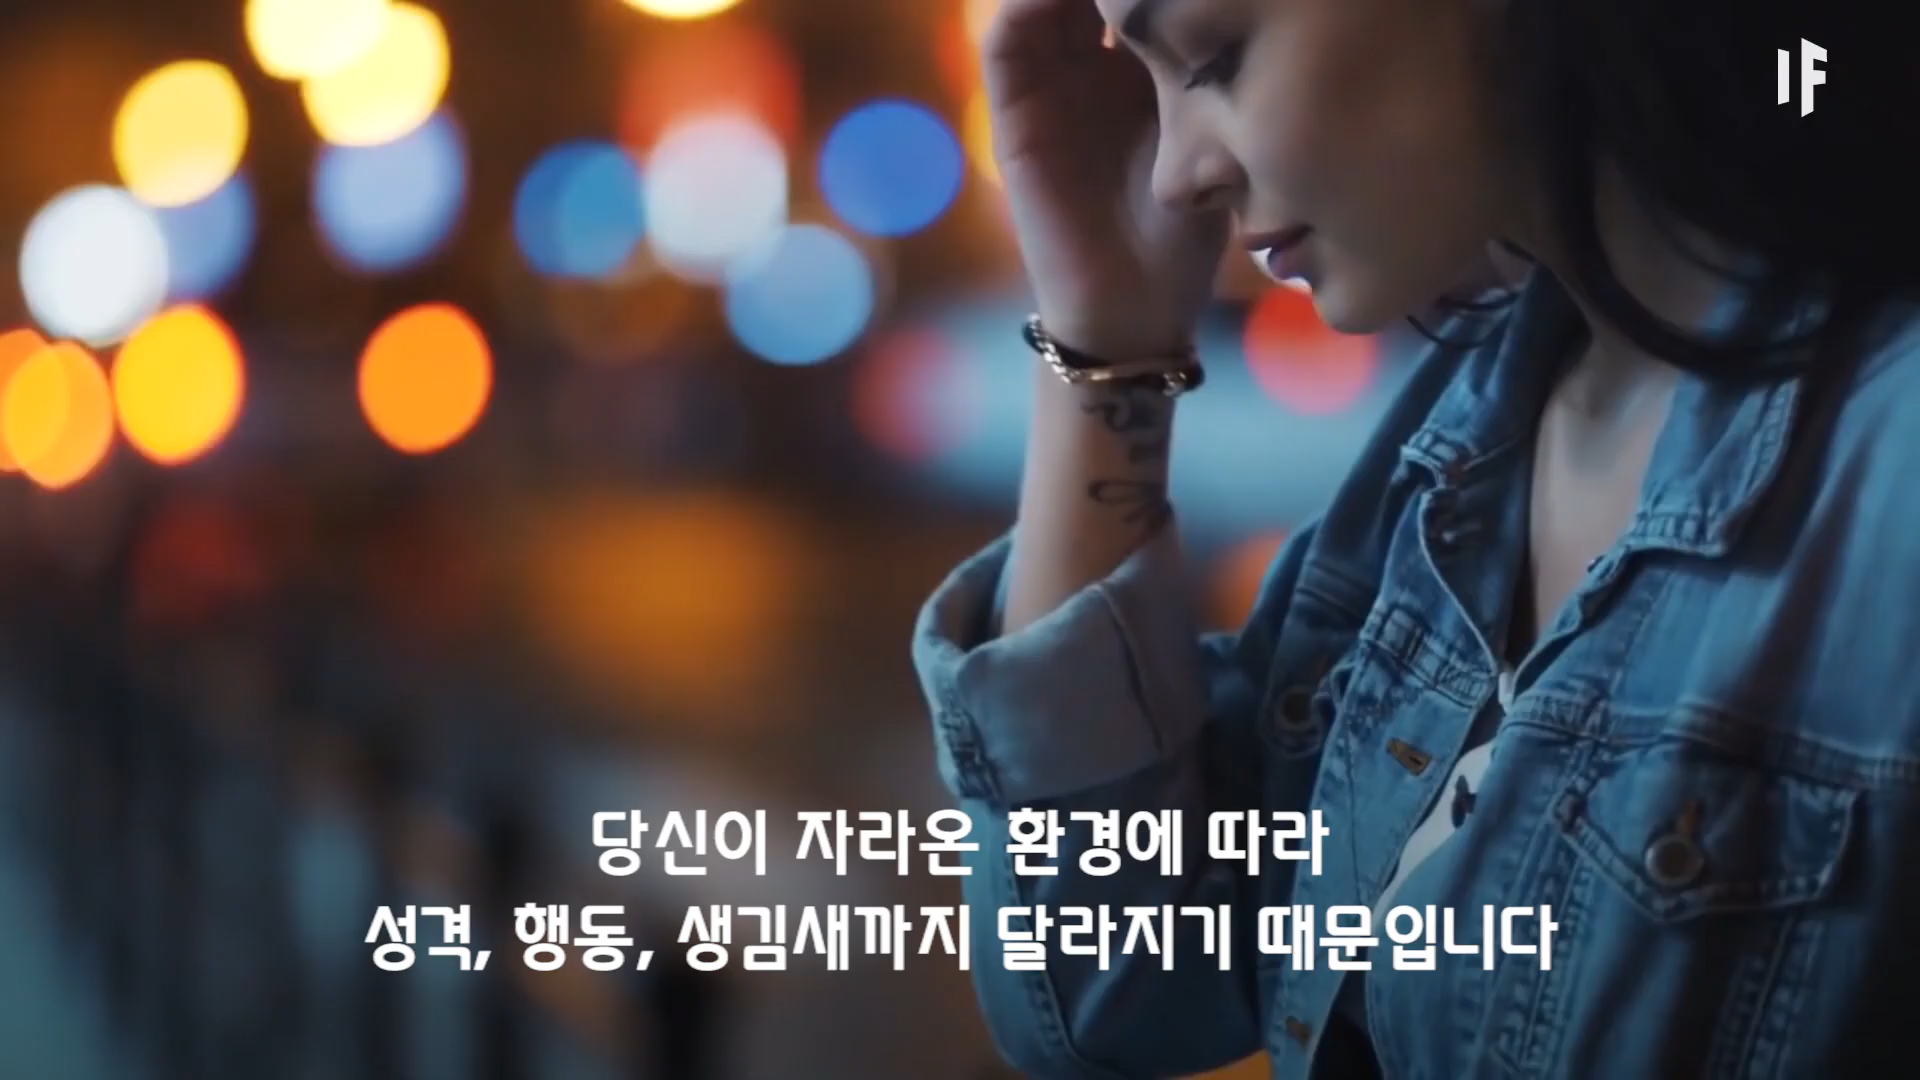 IF
당신이 자라온 환경에 따라
성격, 행동, 생김새까지 달라지기 때문입니다